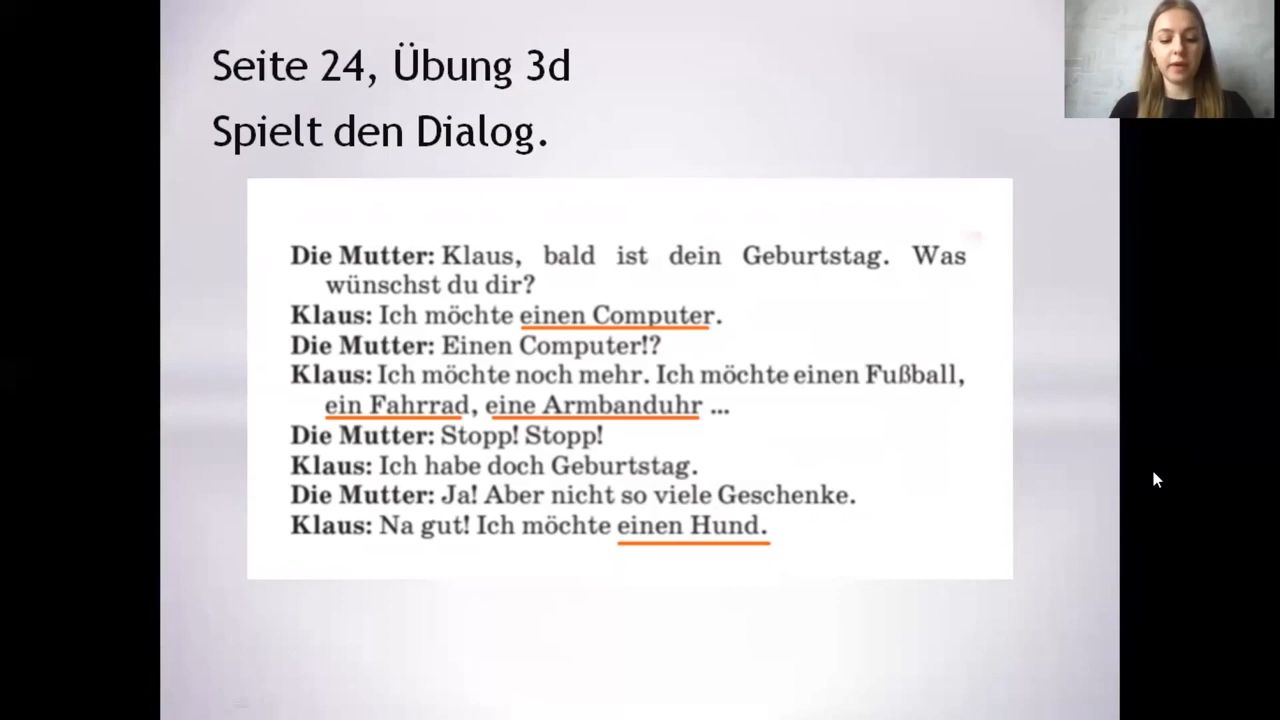 Seite 24, Übung 3d
Spielt den Dialog.
Die Mutter: Klaus, bald ist dein Geburtstag. Was
wünschst du dir?
Klaus: Ich möchte einen Computer.
Die Mutter: Einen Computer!?
Klaus: Ich möchte noch mehr. Ich möchte einen Fußball,
ein Fahrrad, eine Armbanduhr ...
Die Mutter: Stopp! Stopp!
Klaus: Ich habe doch Geburtstag.
Die Mutter: Ja! Aber nicht so viele Geschenke.
Klaus: Na gut! Ich möchte einen Hund.